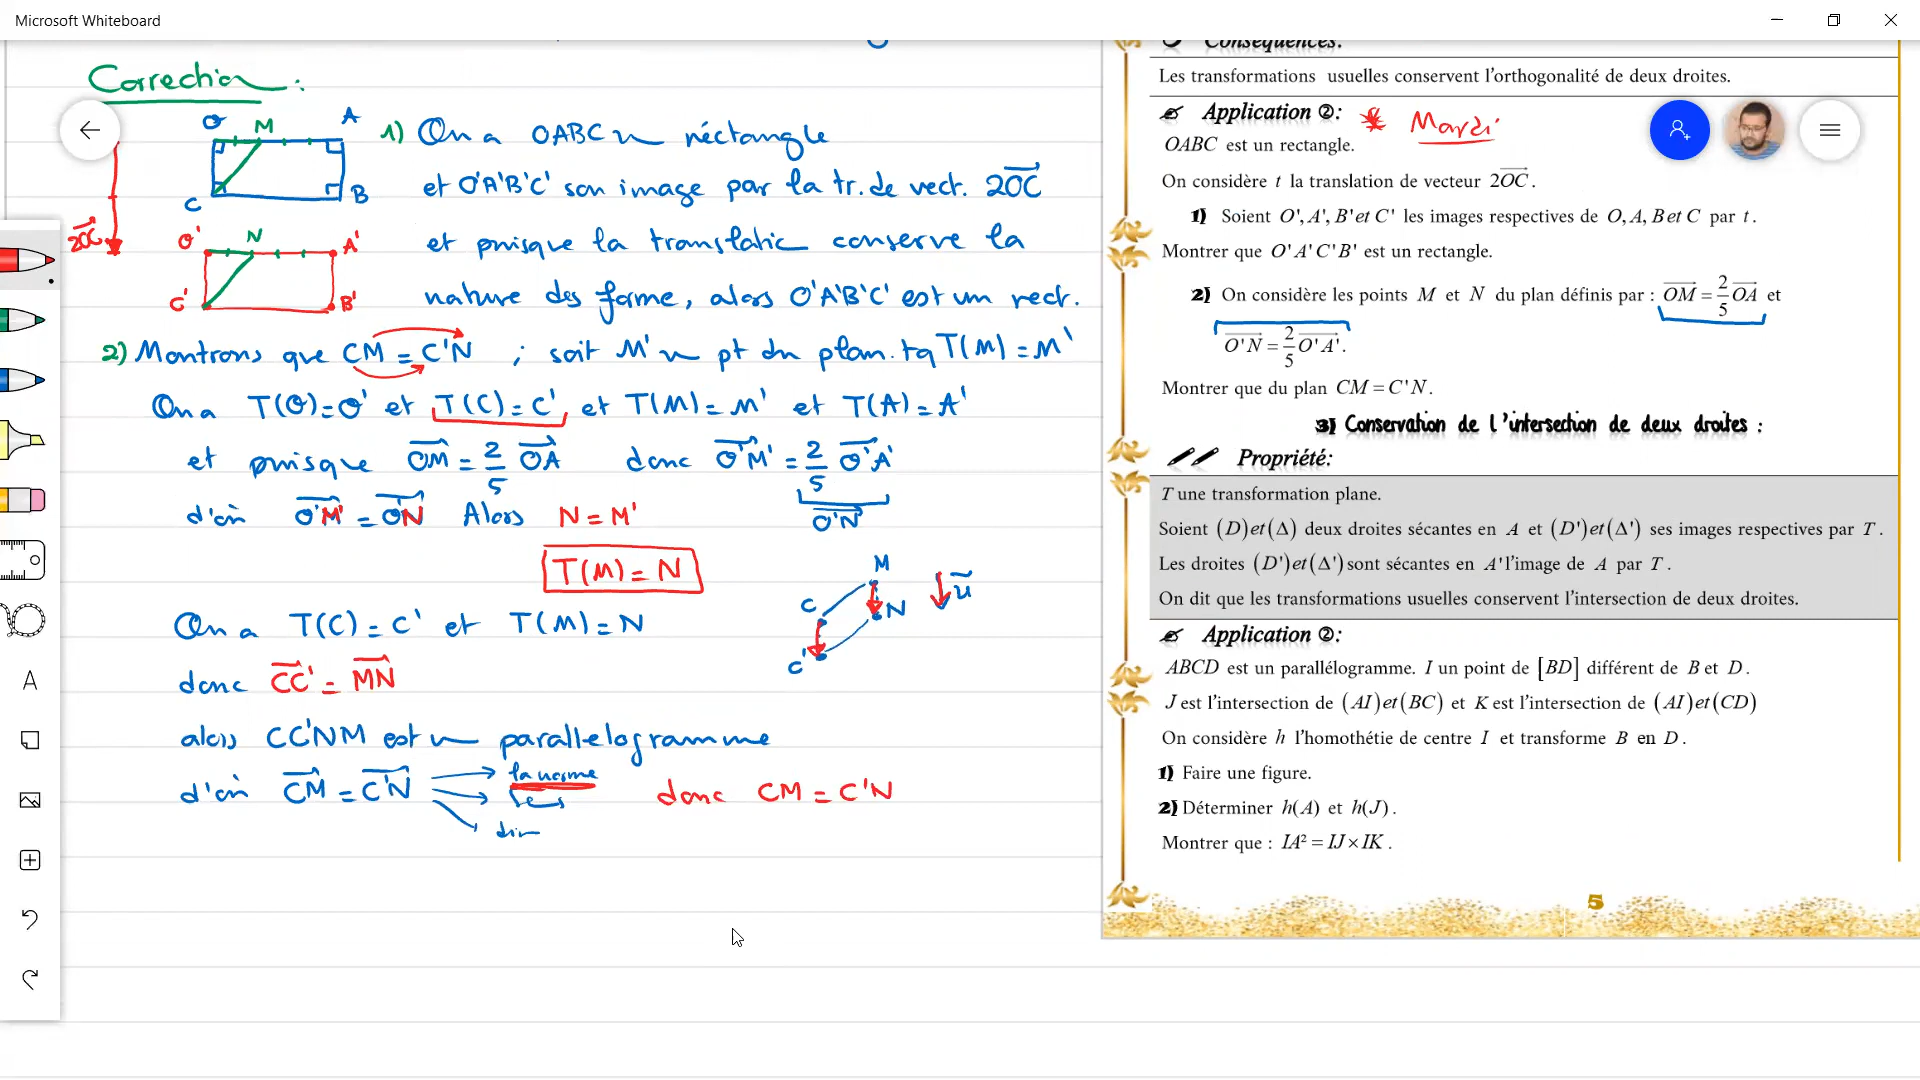 Microsoft Whiteboard
Correction :
O M A
C B
2OC
O' N A'
C' B'
1) On a OABC un réctangle
et O'A'B'C' son image par la tr. de vect. 2OC
et puisque la translatio conserve la
nature des forme, alors O'A'B'C' est un rect.
2) Montrons que CM = C'N ; soit M' un pt du plan. tq T(M) = M'
On a T(O)=O' et T(C)=C' et T(M)=M' et T(A)=A'
et puisque OM = 2/5 OA donc O'M' = 2/5 O'A'
O'N
d'où O'M' = O'N Alors N = M'
T(M) = N
M
C N u
C'
On a T(C) = C' et T(M) = N
donc CC' = MN
alors CC'NM est un parallelogramme
d'où CM = C'N la norme donc CM = C'N
sens
dir
Conséquences:
Les transformations usuelles conservent l'orthogonalité de deux droites.
Application ②: * Mardi
OABC est un rectangle.
On considère t la translation de vecteur 2OC.
1) Soient O', A', B' et C' les images respectives de O, A, B et C par t.
Montrer que O'A'C'B' est un rectangle.
2) On considère les points M et N du plan définis par : OM = 2/5 OA et
O'N = 2/5 O'A'.
Montrer que du plan CM = C'N.
3) Conservation de l'intersection de deux droites :
Propriété:
T une transformation plane.
Soient (D) et (Δ) deux droites sécantes en A et (D') et (Δ') ses images respectives par T.
Les droites (D') et (Δ') sont sécantes en A' l'image de A par T.
On dit que les transformations usuelles conservent l'intersection de deux droites.
Application ②:
ABCD est un parallélogramme. I un point de [BD] différent de B et D.
J est l'intersection de (AI) et (BC) et K est l'intersection de (AI) et (CD)
On considère h l'homothétie de centre I et transforme B en D.
1) Faire une figure.
2) Déterminer h(A) et h(J).
Montrer que : IA² = IJ × IK.
5